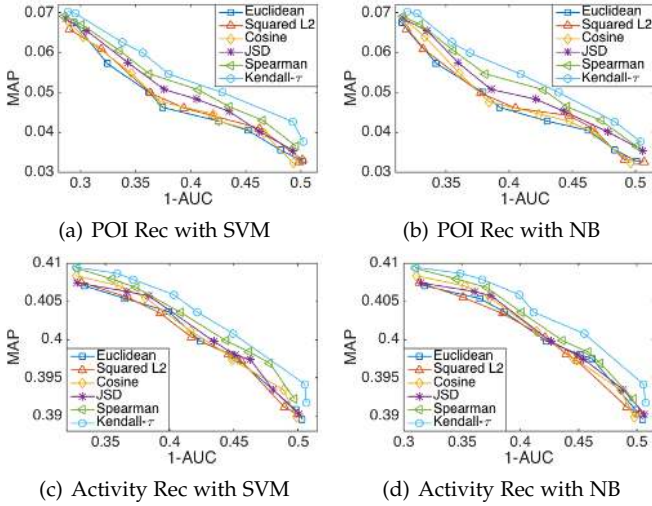 0.07
0.06
0.05
0.04
0.03
MAP
0.3 0.35 0.4 0.45 0.5
1-AUC
Euclidean
Squared L2
Cosine
JSD
Spearman
Kendall-τ
(a) POI Rec with SVM
0.07
0.06
0.05
0.04
0.03
MAP
0.35 0.4 0.45 0.5
1-AUC
Euclidean
Squared L2
Cosine
JSD
Spearman
Kendall-τ
(b) POI Rec with NB
0.41
0.405
0.4
0.395
0.39
MAP
0.35 0.4 0.45 0.5
1-AUC
Euclidean
Squared L2
Cosine
JSD
Spearman
Kendall-τ
(c) Activity Rec with SVM
0.41
0.405
0.4
0.395
0.39
MAP
0.3 0.35 0.4 0.45 0.5
1-AUC
Euclidean
Squared L2
Cosine
JSD
Spearman
Kendall-τ
(d) Activity Rec with NB